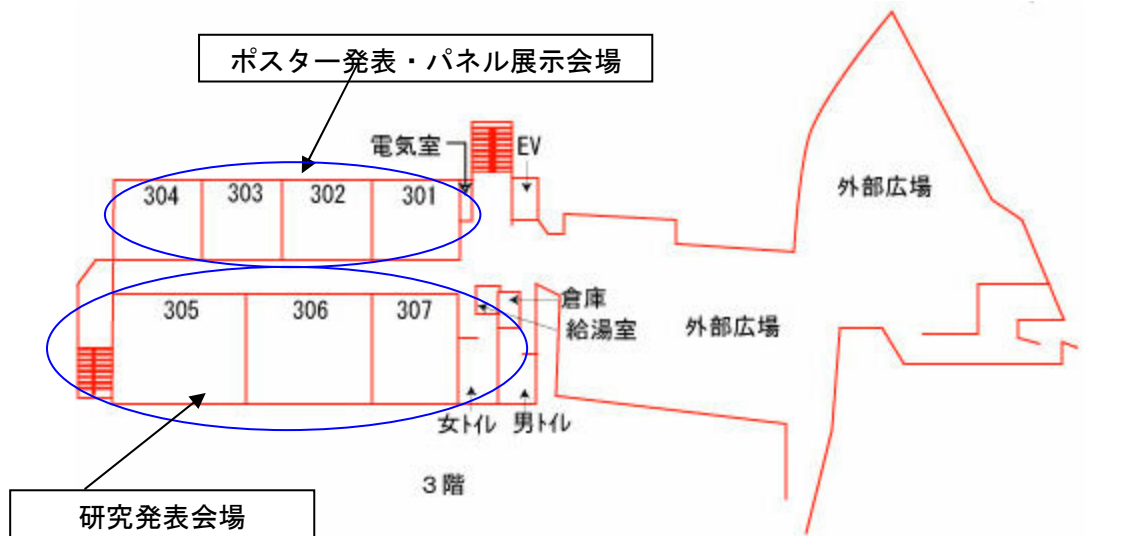 ポスター発表・パネル展示会場
電気室
EV
304
303
302
301
外部広場
305
306
307
倉庫
給湯室
外部広場
女トイレ
男トイレ
3階
研究発表会場